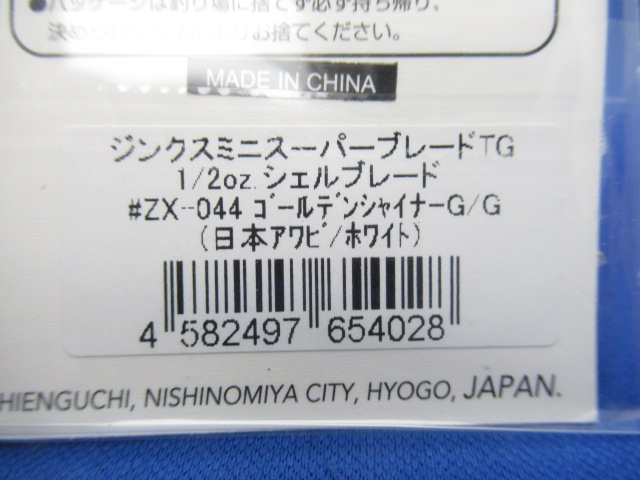 ●パッケージは釣り場に捨てず必ず持ち帰り、
決められた によりお捨てください。
MADE IN CHINA
ジンクスミニスーパーブレードTG
1/2oz.シェルブレード
#ZX-044 ゴールデンシャイナーG/G
(日本アワビ/ホワイト)
4 582497 654028
HIENGUCHI, NISHINOMIYA CITY, HYOGO, JAPAN.